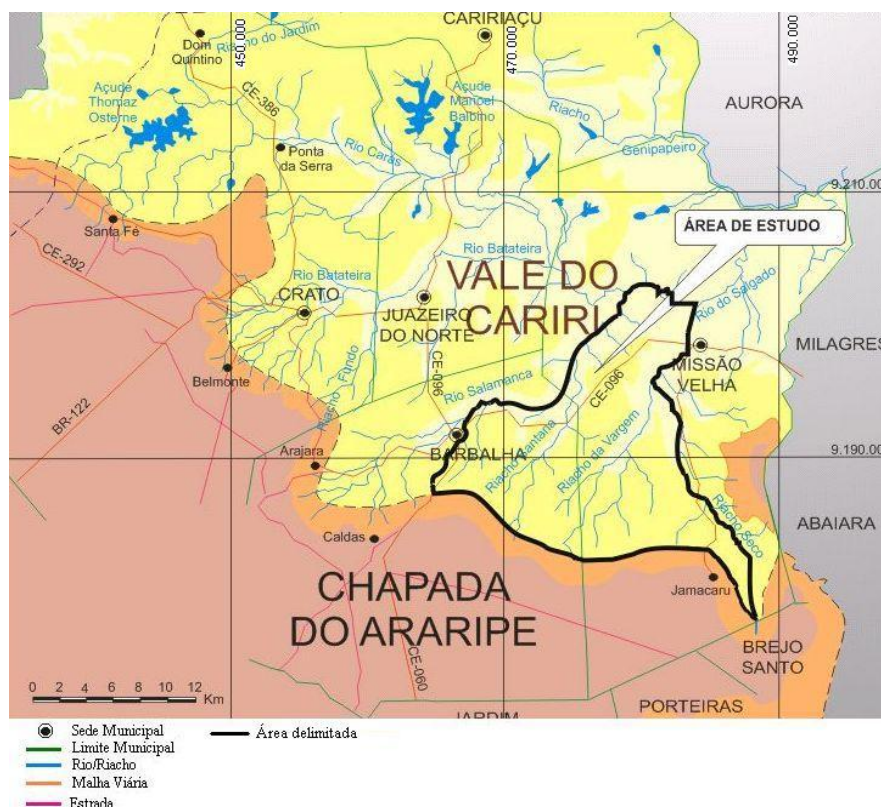 CARIRIAÇU
450.000
470.000
490.000
Dom
Quintino
Riacho do Jardim
Açude
Thomaz
Osterne
CE-386
Açude
Manoel
Balbino
AURORA
Riacho
Genipapeiro
Ponta
da Serra
Rio Carás
9.210.00
Santa Fé
ÁREA DE ESTUDO
CE-292
Rio Batateira
Rio Batateira
VALE DO
CARIRI
CRATO
JUAZEIRO
DO NORTE
Rio do Salgado
MILAGRES
MISSÃO
VELHA
Belmonte
Riacho Fundo
CE-096
CE-096
Rio Salamanca
BR-122
BARBALHA
Arajara
Riacho Santana
Riacho da Vargem
9.190.00
Riacho Seco
ABAIARA
Caldas
CHAPADA
DO ARARIPE
Jamacaru
CE-060
BREJO
SANTO
PORTEIRAS
JARDIM
0 2 4 6 8 10 12
Km
Sede Municipal
Área delimitada
Limite Municipal
Rio/Riacho
Malha Viária
Estrada